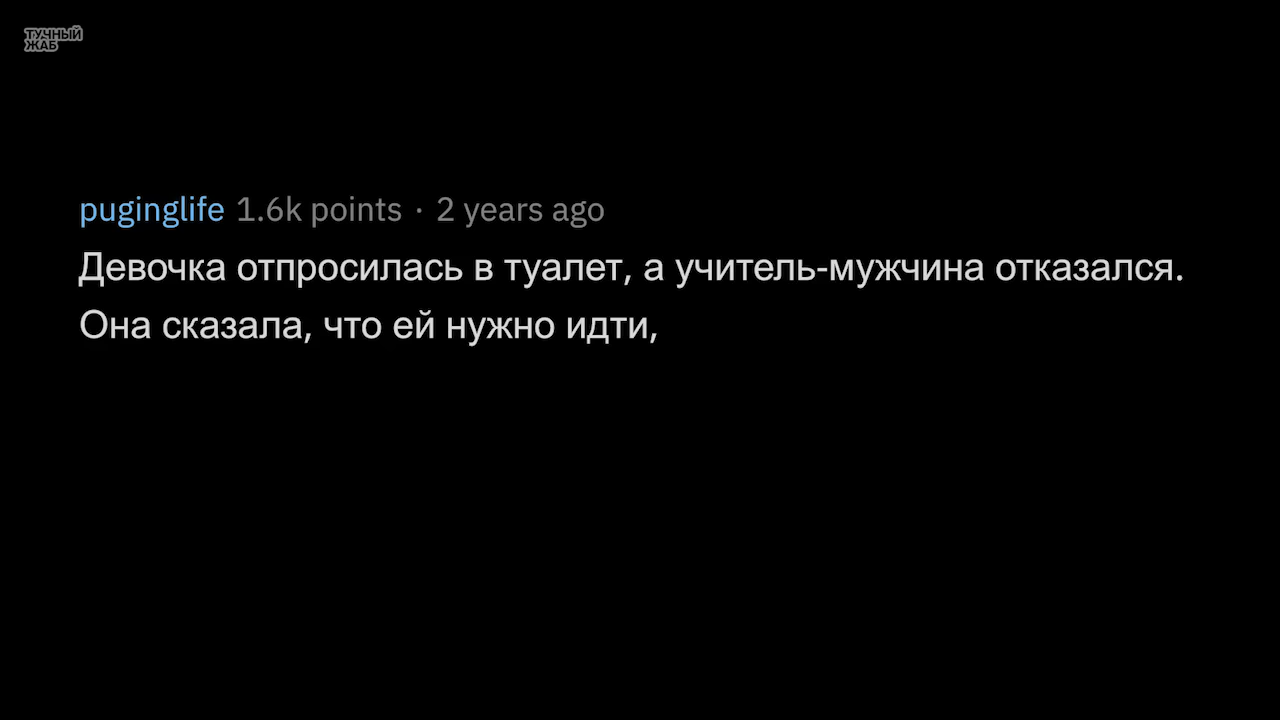 ТУЧНЫЙ
ЖАБ
puginglife 1.6k points · 2 years ago
Девочка отпросилась в туалет, а учитель-мужчина отказался.
Она сказала, что ей нужно идти,